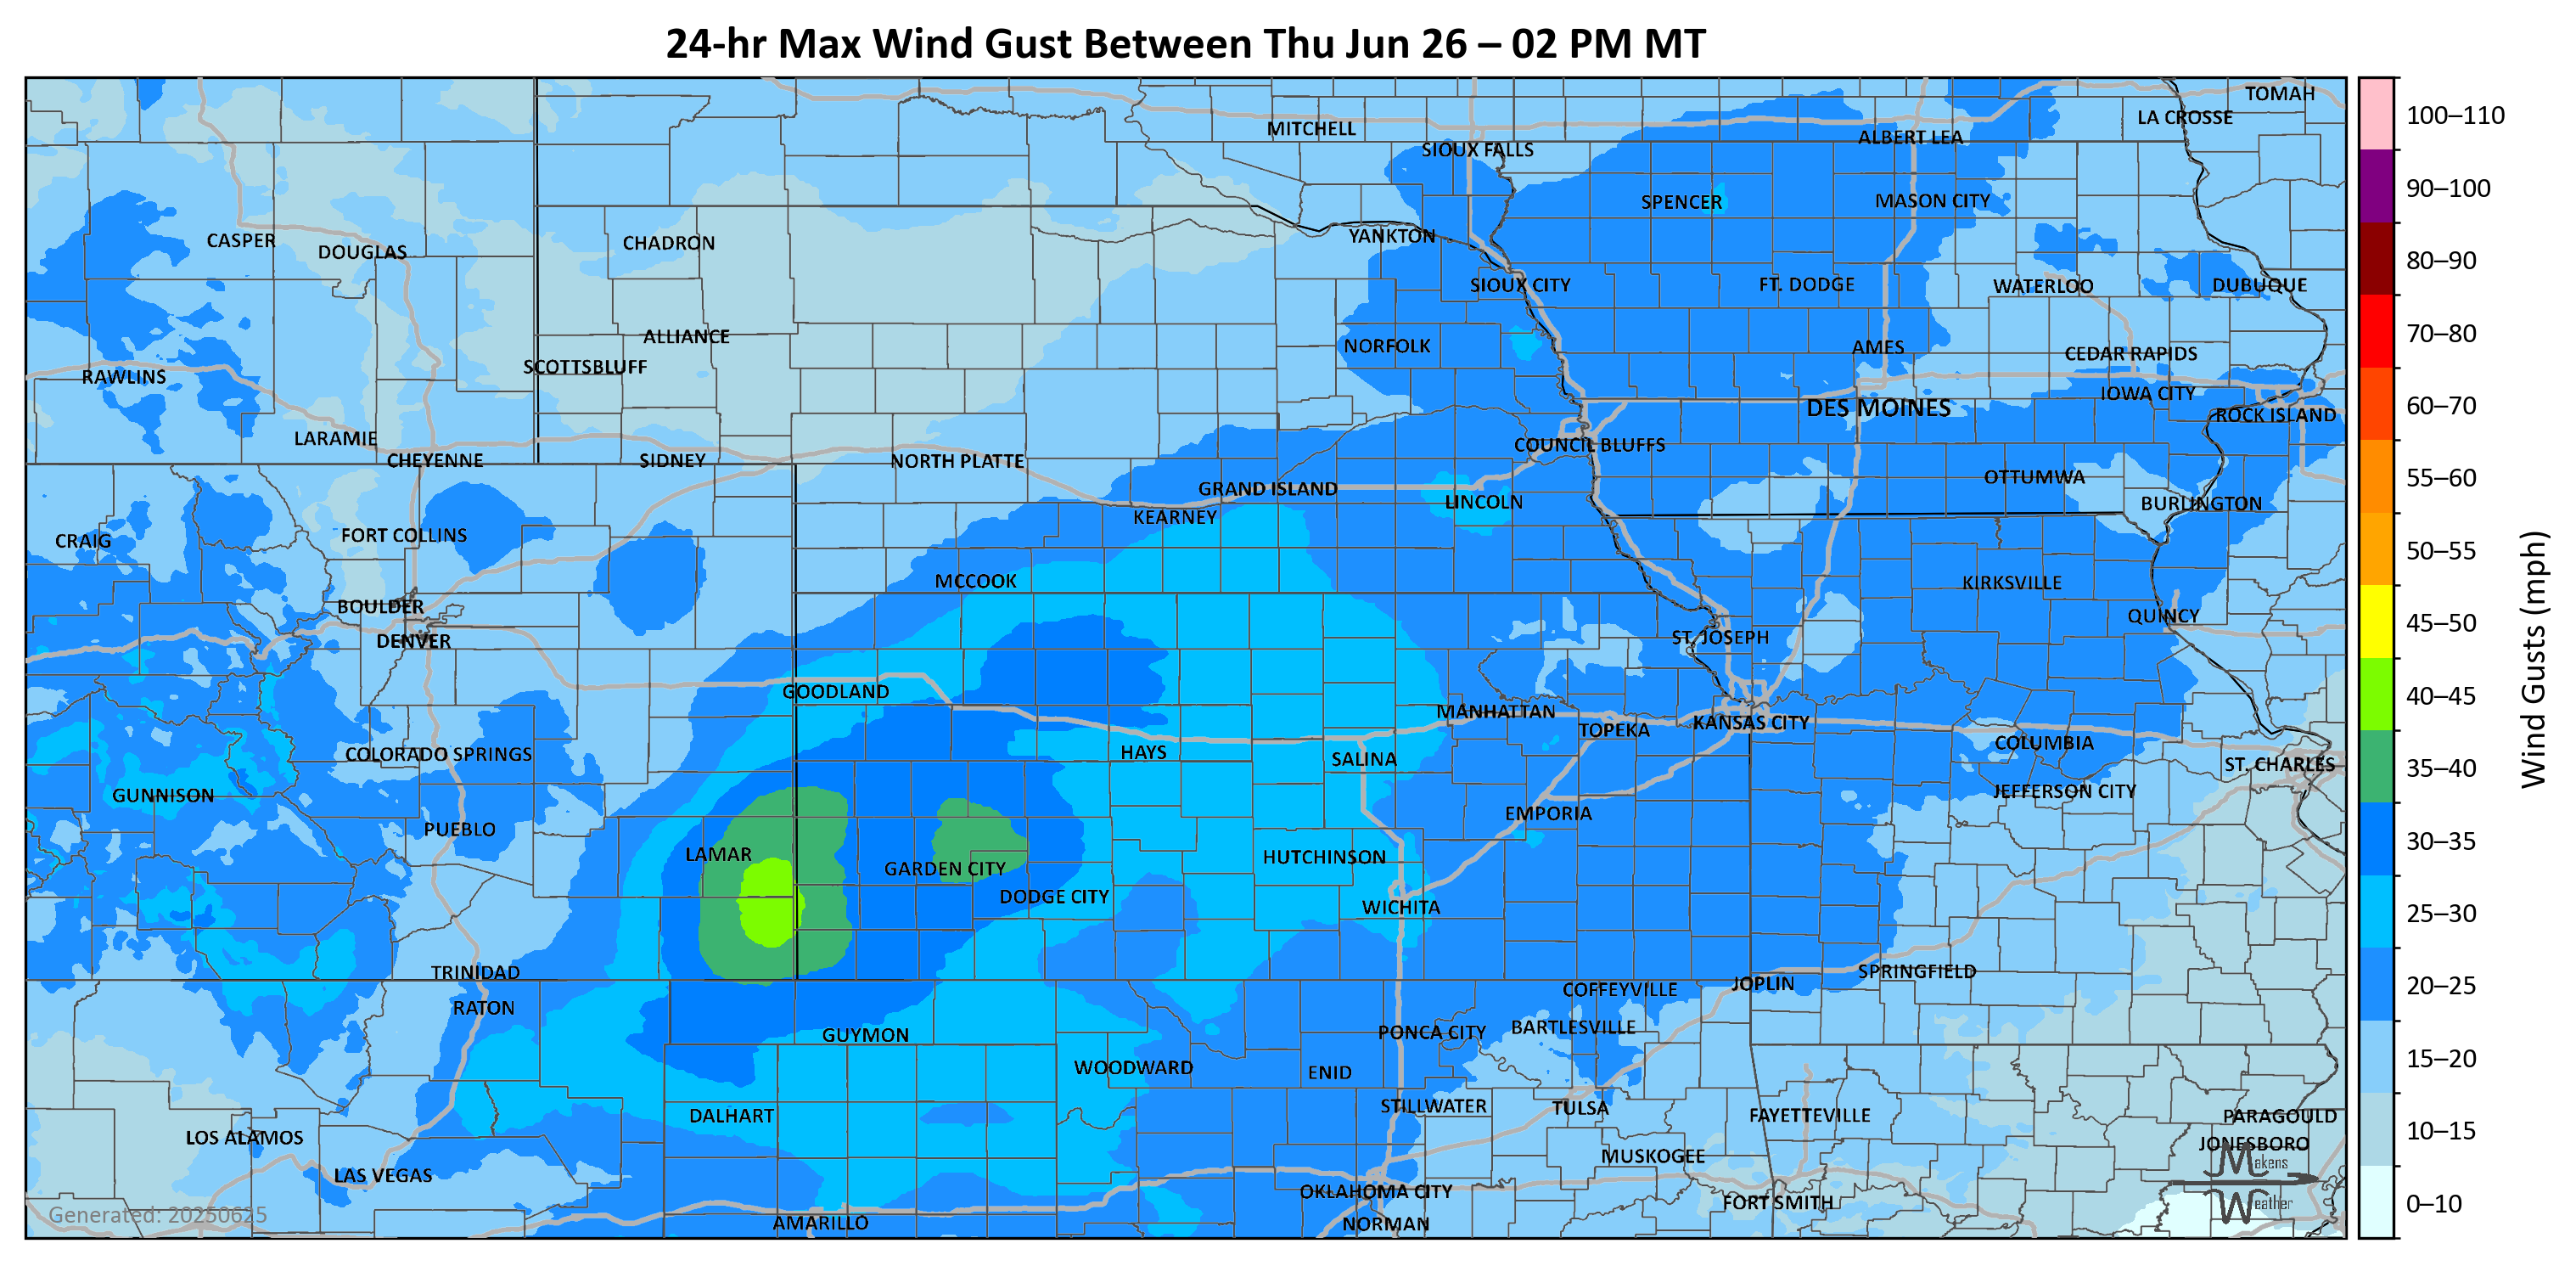 24-hr Max Wind Gust Between Thu Jun 26 – 02 PM MT
TOMAH
LA CROSSE
MITCHELL
ALBERT LEA
SIOUX FALLS
SPENCER
MASON CITY
CASPER
DOUGLAS
CHADRON
YANKTON
SIOUX CITY
FT. DODGE
WATERLOO
DUBUQUE
ALLIANCE
NORFOLK
AMES
CEDAR RAPIDS
SCOTTSBLUFF
RAWLINS
IOWA CITY
DES MOINES
ROCK ISLAND
LARAMIE
COUNCIL BLUFFS
CHEYENNE
SIDNEY
NORTH PLATTE
OTTUMWA
GRAND ISLAND
LINCOLN
BURLINGTON
KEARNEY
CRAIG
FORT COLLINS
MCCOOK
KIRKSVILLE
BOULDER
QUINCY
DENVER
ST. JOSEPH
GOODLAND
MANHATTAN
TOPEKA
KANSAS CITY
COLUMBIA
COLORADO SPRINGS
HAYS
SALINA
ST. CHARLES
GUNNISON
JEFFERSON CITY
EMPORIA
PUEBLO
LAMAR
HUTCHINSON
GARDEN CITY
DODGE CITY
WICHITA
TRINIDAD
SPRINGFIELD
JOPLIN
COFFEYVILLE
RATON
GUYMON
PONCA CITY
BARTLESVILLE
WOODWARD
ENID
STILLWATER
TULSA
DALHART
FAYETTEVILLE
PARAGOULD
LOS ALAMOS
JONESBORO
MUSKOGEE
LAS VEGAS
OKLAHOMA CITY
FORT SMITH
AMARILLO
NORMAN
Generated: 20250625
Makens
Weather
100–110
90–100
80–90
70–80
60–70
55–60
50–55
45–50
40–45
35–40
30–35
25–30
20–25
15–20
10–15
0–10
Wind Gusts (mph)